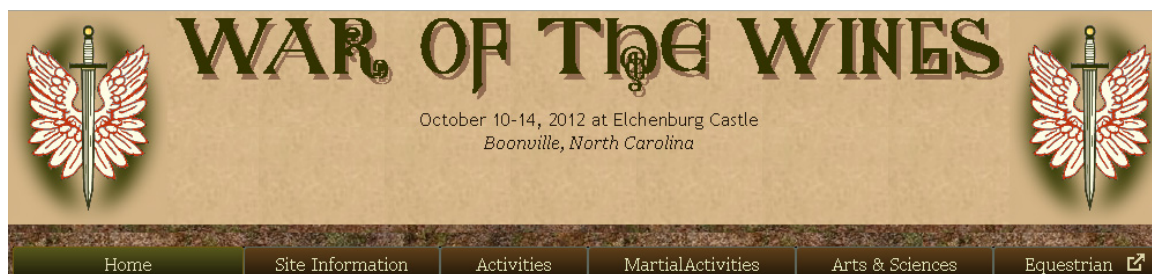 WAR OF THE WINGS
October 10-14, 2012 at Elchenburg Castle
Boonville, North Carolina
Home Site Information Activities MartialActivities Arts & Sciences Equestrian